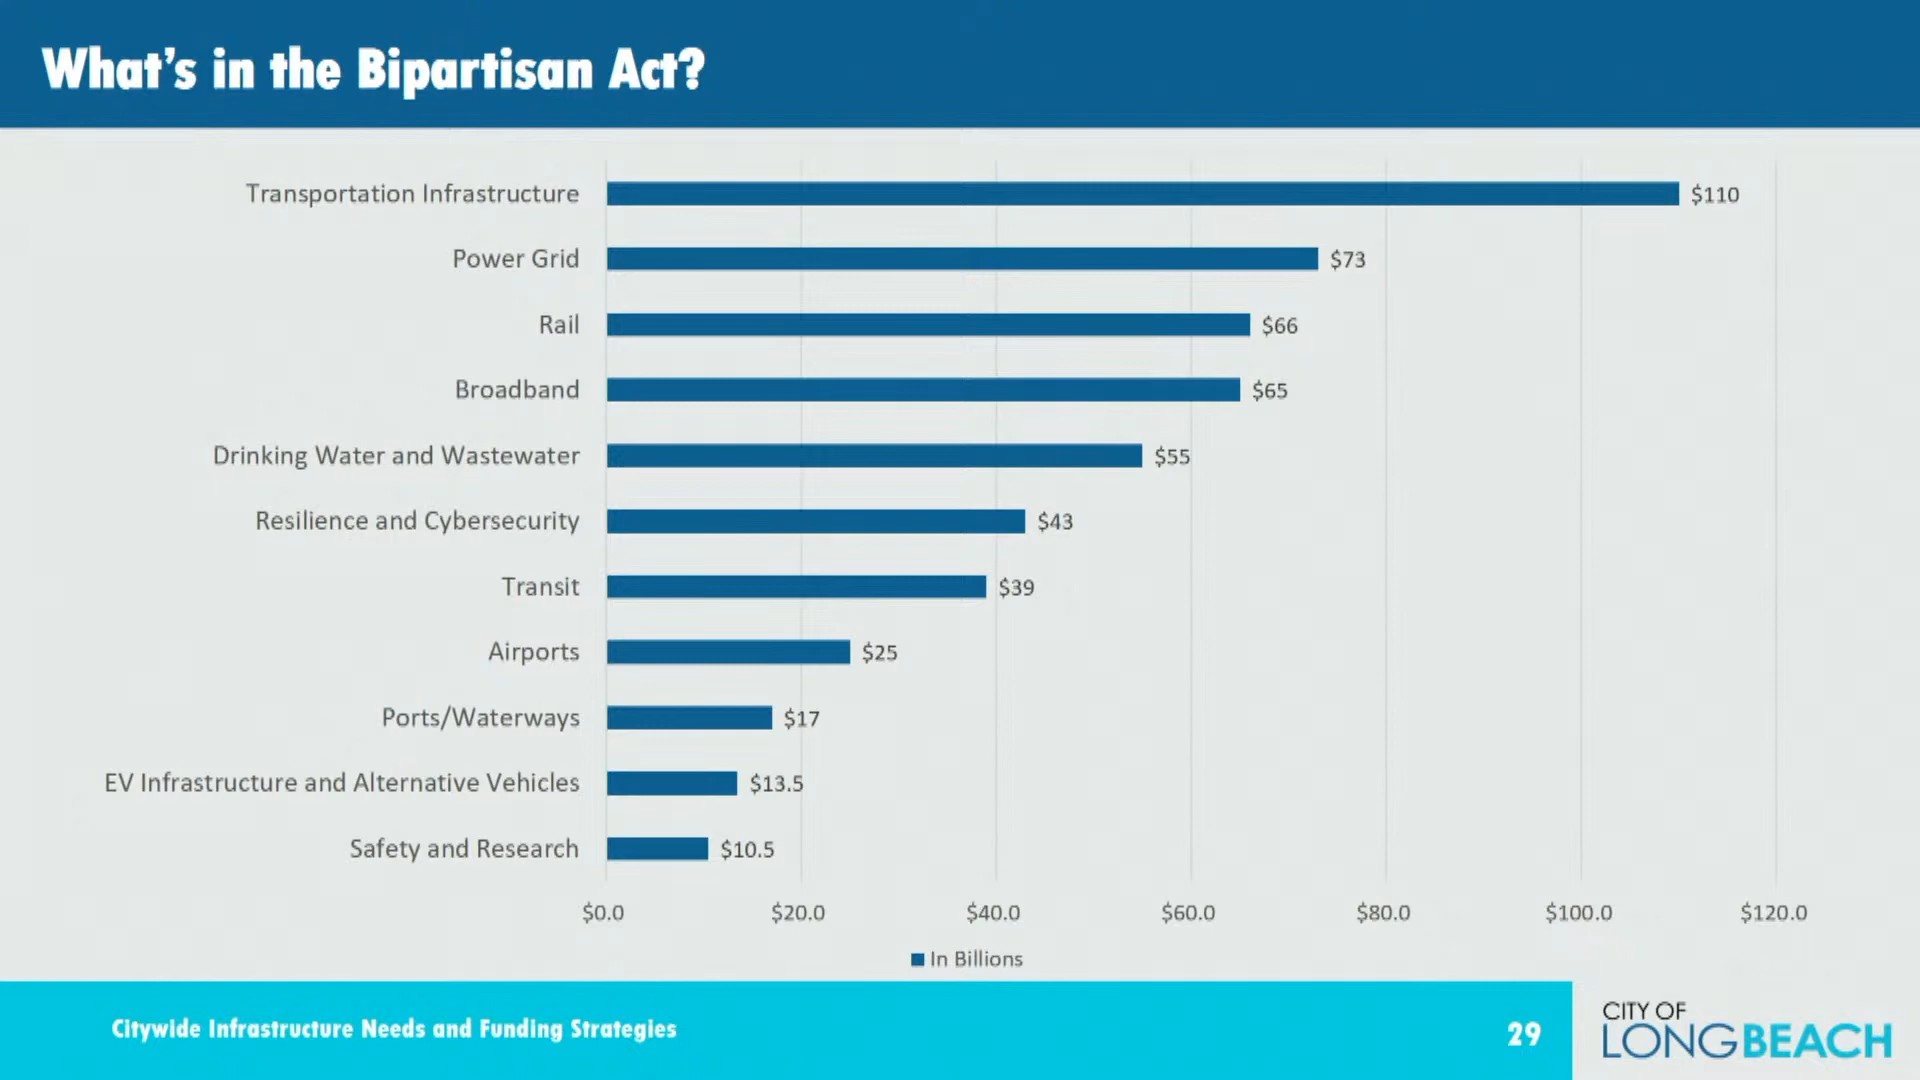 What's in the Bipartisan Act?
Transportation Infrastructure $110
Power Grid $73
Rail $66
Broadband $65
Drinking Water and Wastewater $55
Resilience and Cybersecurity $43
Transit $39
Airports $25
Ports/Waterways $17
EV Infrastructure and Alternative Vehicles $13.5
Safety and Research $10.5
$0.0 $20.0 $40.0 $60.0 $80.0 $100.0 $120.0
In Billions
Citywide Infrastructure Needs and Funding Strategies
29
CITY OF
LONGBEACH